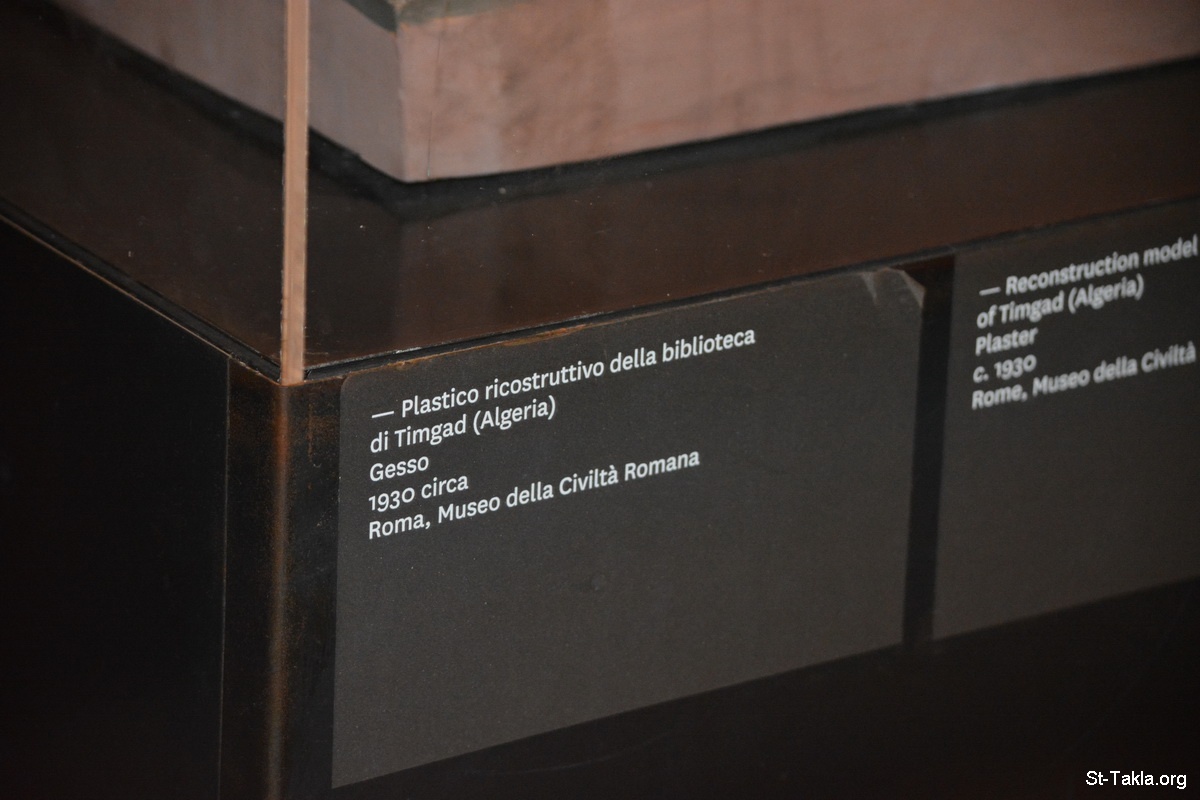 — Plastico ricostruttivo della biblioteca
di Timgad (Algeria)
Gesso
1930 circa
Roma, Museo della Civiltà Romana
— Reconstruction model
of Timgad (Algeria)
Plaster
c. 1930
Rome, Museo della Civiltà
St-Takla.org